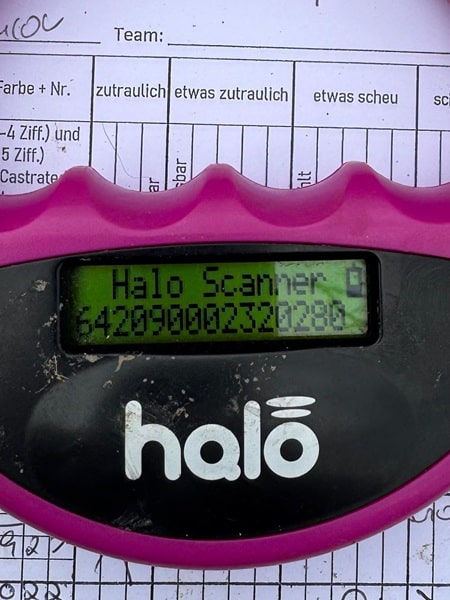 Team:
Farbe + Nr. zutraulich etwas zutraulich etwas scheu
-4 Ziff.) und
5 Ziff.)
Castrate
Halo Scanner
642090002320280
halo